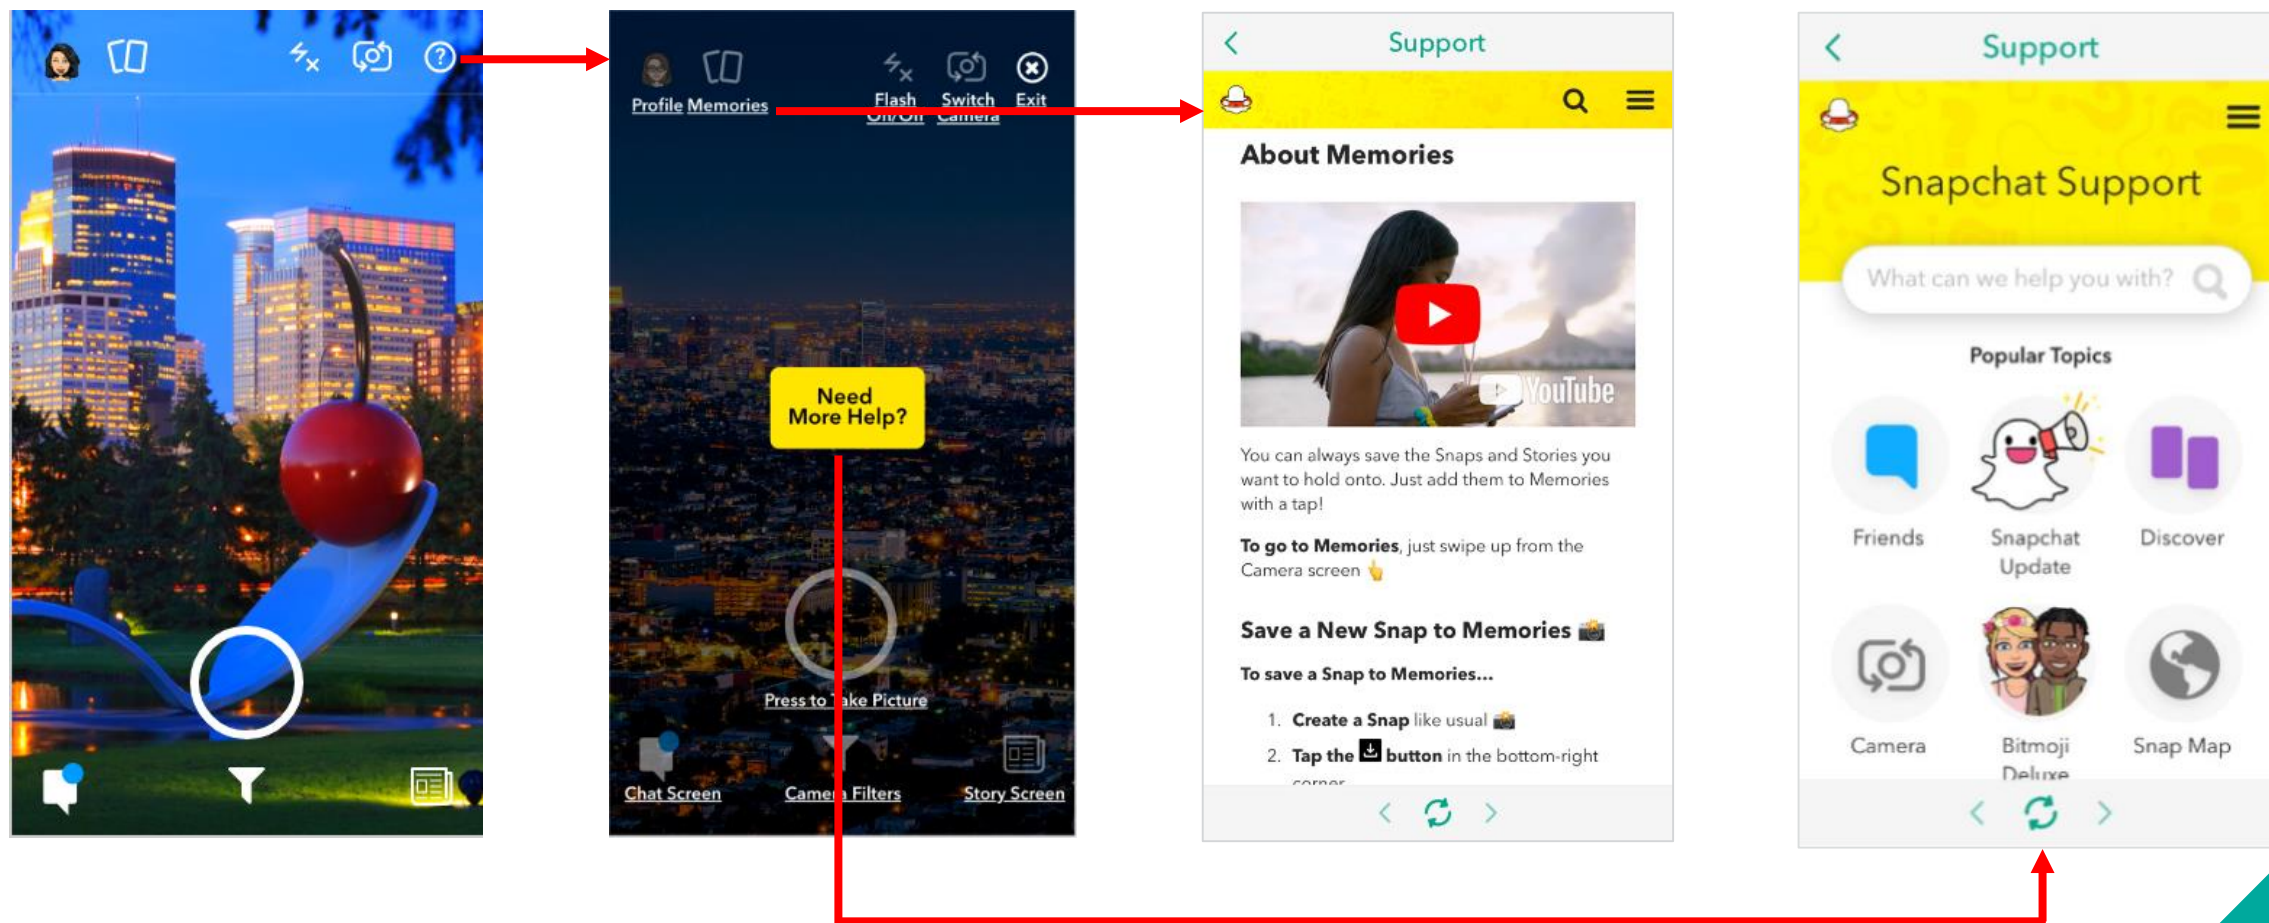 Profile Memories
Flash
On/Off
Switch
Camera
Exit
Need
More Help?
Press to Take Picture
Chat Screen
Camera Filters
Story Screen
Support
About Memories
YouTube
You can always save the Snaps and Stories you
want to hold onto. Just add them to Memories
with a tap!
To go to Memories, just swipe up from the
Camera screen 👆
Save a New Snap to Memories 📸
To save a Snap to Memories...
1. Create a Snap like usual 📸
2. Tap the button in the bottom-right
corner
Support
Snapchat Support
What can we help you with?
Popular Topics
Friends
Snapchat
Update
Discover
Camera
Bitmoji
Deluxe
Snap Map